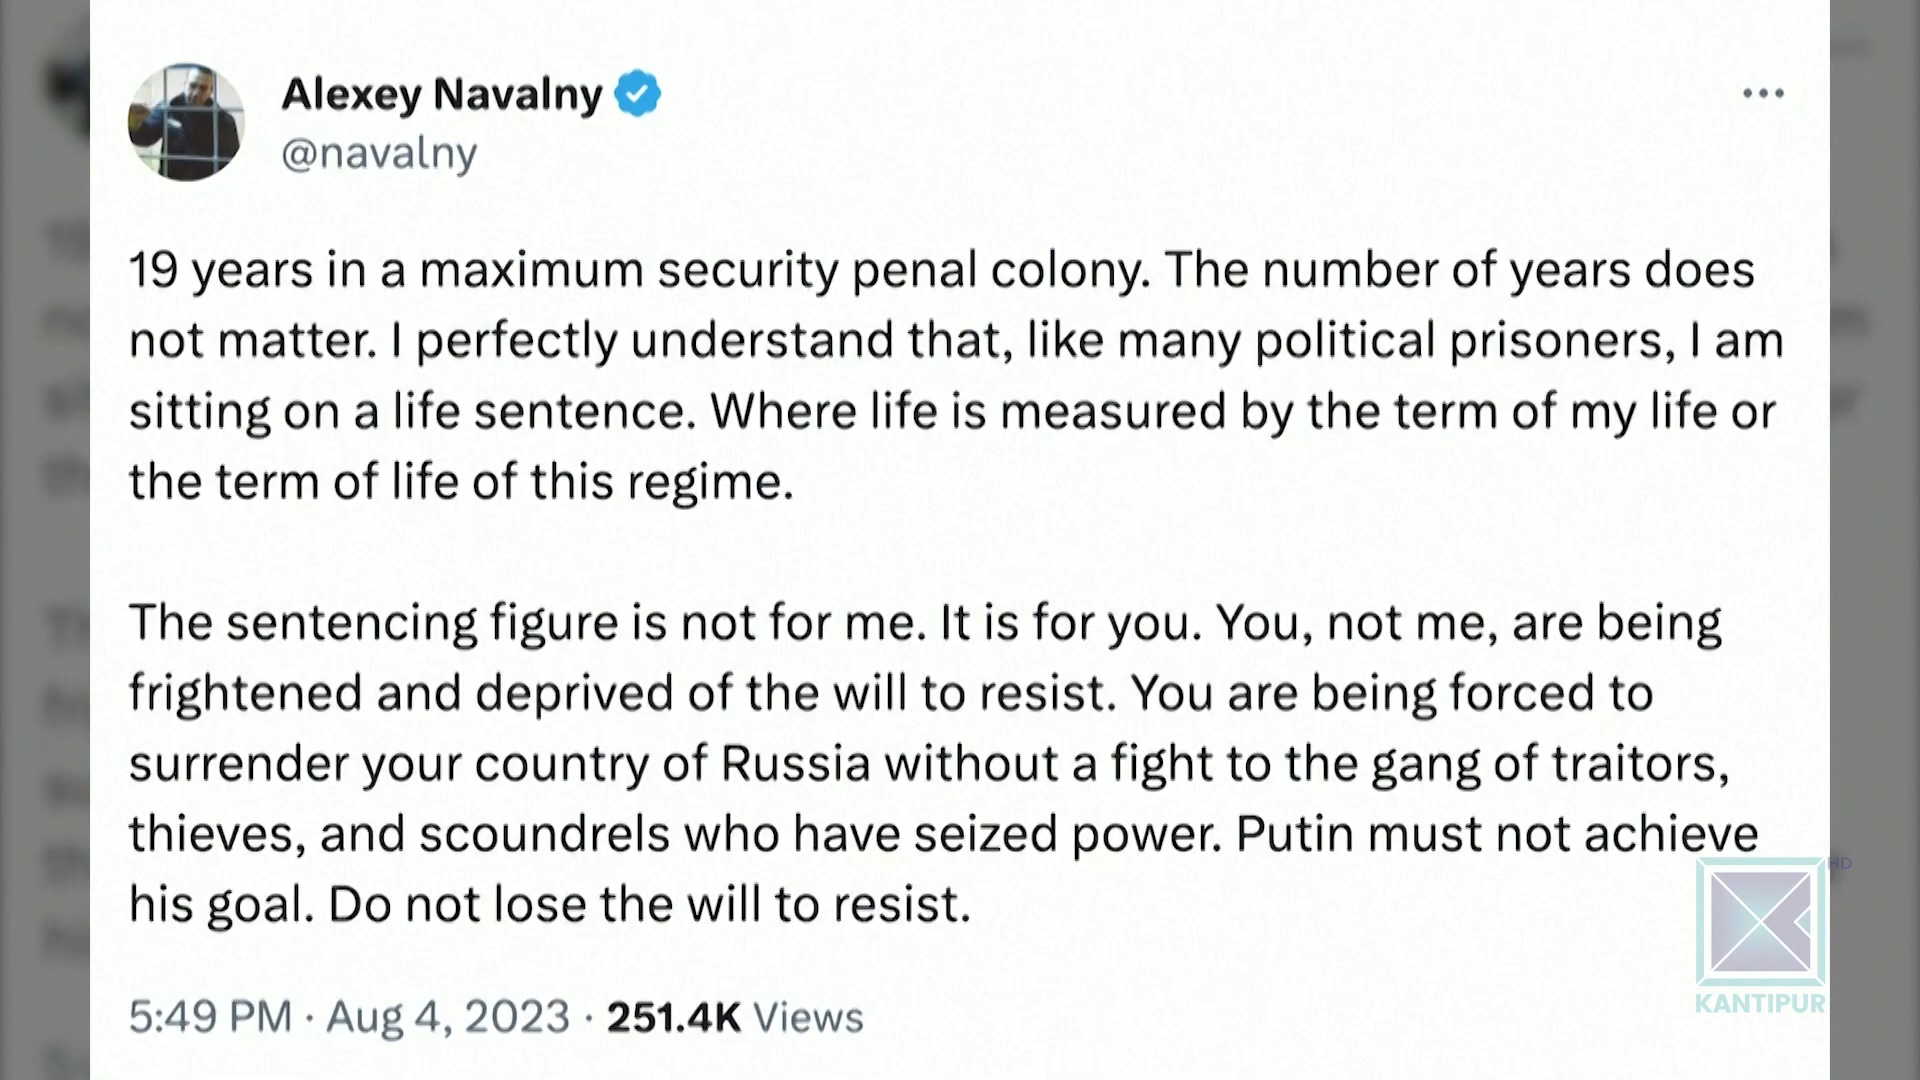 Alexey Navalny
@navalny
19 years in a maximum security penal colony. The number of years does
not matter. I perfectly understand that, like many political prisoners, I am
sitting on a life sentence. Where life is measured by the term of my life or
the term of life of this regime.
The sentencing figure is not for me. It is for you. You, not me, are being
frightened and deprived of the will to resist. You are being forced to
surrender your country of Russia without a fight to the gang of traitors,
thieves, and scoundrels who have seized power. Putin must not achieve
his goal. Do not lose the will to resist.
5:49 PM · Aug 4, 2023 · 251.4K Views
HD
KANTIPUR